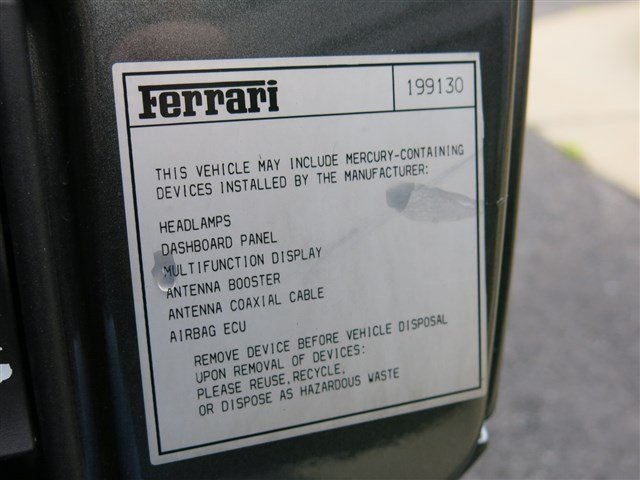 Ferrari 199130
THIS VEHICLE MAY INCLUDE MERCURY-CONTAINING
DEVICES INSTALLED BY THE MANUFACTURER:
HEADLAMPS
DASHBOARD PANEL
MULTIFUNCTION DISPLAY
ANTENNA BOOSTER
ANTENNA COAXIAL CABLE
AIRBAG ECU
REMOVE DEVICE BEFORE VEHICLE DISPOSAL
UPON REMOVAL OF DEVICES:
PLEASE REUSE,RECYCLE,
OR DISPOSE AS HAZARDOUS WASTE